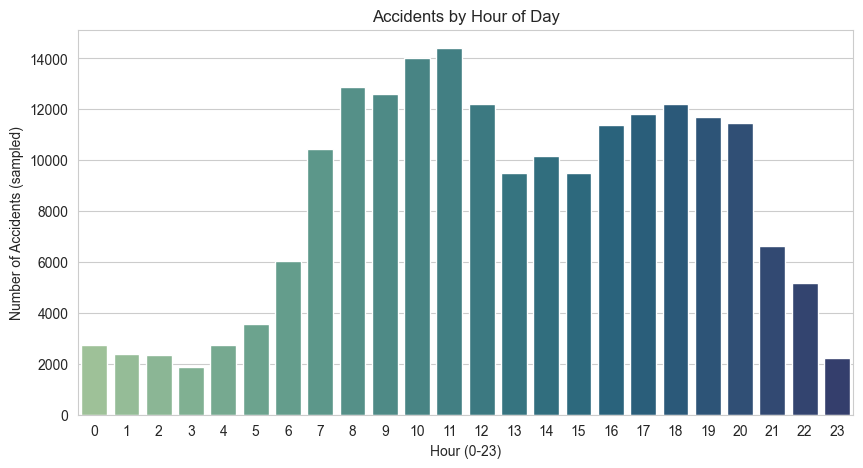 Accidents by Hour of Day
Number of Accidents (sampled)
14000
12000
10000
8000
6000
4000
2000
0
0 1 2 3 4 5 6 7 8 9 10 11 12 13 14 15 16 17 18 19 20 21 22 23
Hour (0-23)